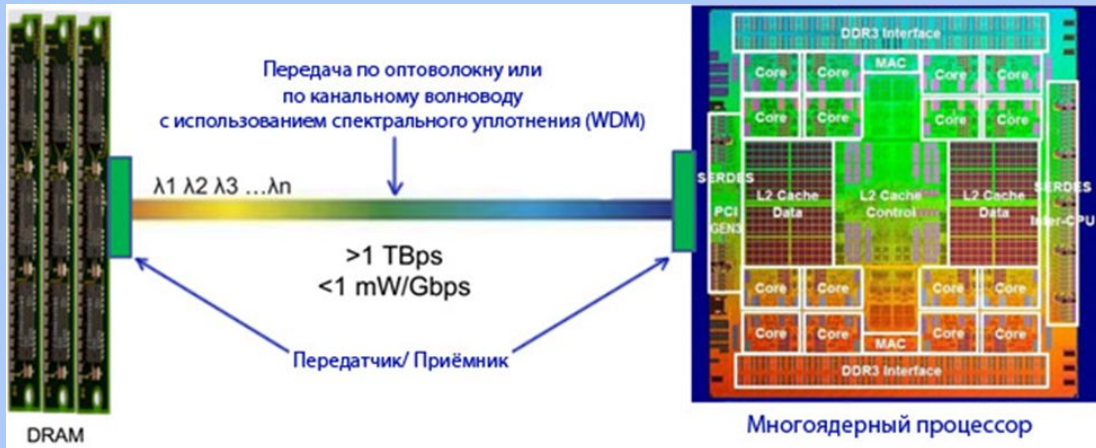 Передача по оптоволокну или
по канальному волноводу
с использованием спектрального уплотнения (WDM)
λ1 λ2 λ3 ...λn
>1 TBps
<1 mW/Gbps
Передатчик/ Приёмник
DRAM
DDR3 Interface
MAC
Core Core Core Core
Core Core Core Core
SERDES
PCI
GEN3
L2 Cache
Data
L2 Cache
Control
L2 Cache
Data
SERDES
Inter-CPU
Core Core Core Core
Core Core Core Core
MAC
DDR3 Interface
Многоядерный процессор